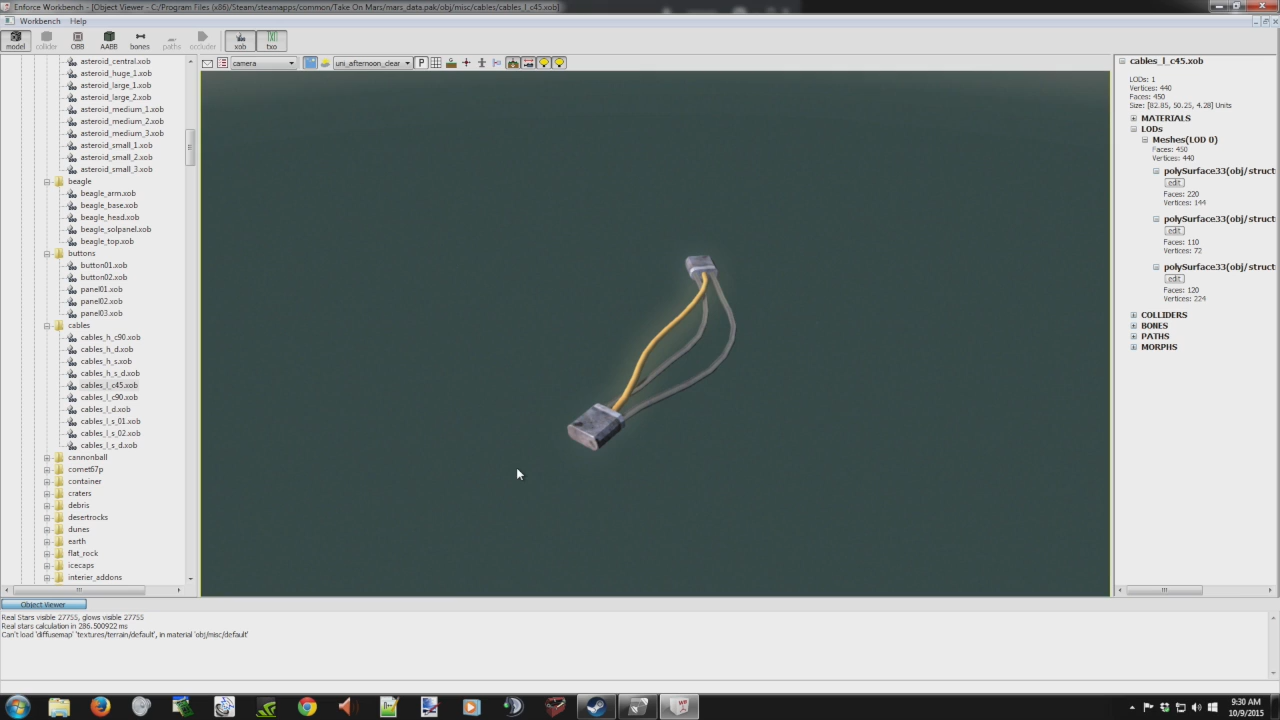 Enforce Workbench - [Object Viewer - C:/Program Files (x86)/Steam/steamapps/common/Take On Mars/mars_data.pak/obj/misc/cables/cables_l_c45.xob]
Workbench Help
model collider OBB AABB bones paths occluder xob txo
camera uni_afternoon_clear P
asteroid_central.xob
asteroid_huge_1.xob
asteroid_large_1.xob
asteroid_large_2.xob
asteroid_medium_1.xob
asteroid_medium_2.xob
asteroid_medium_3.xob
asteroid_small_1.xob
asteroid_small_2.xob
asteroid_small_3.xob
beagle
beagle_arm.xob
beagle_base.xob
beagle_head.xob
beagle_solpanel.xob
beagle_top.xob
buttons
button01.xob
button02.xob
panel01.xob
panel02.xob
panel03.xob
cables
cables_h_c90.xob
cables_h_d.xob
cables_h_s.xob
cables_h_s_d.xob
cables_l_c45.xob
cables_l_c90.xob
cables_l_d.xob
cables_l_s_01.xob
cables_l_s_02.xob
cables_l_s_d.xob
cannonball
comet67p
container
craters
debris
desertrocks
dunes
earth
flat_rock
icecaps
interier_addons
cables_l_c45.xob
LODs: 1
Vertices: 440
Faces: 450
Size: [82.85, 50.25, 4.28] Units
MATERIALS
LODs
Meshes(LOD 0)
Faces: 450
Vertices: 440
polySurface33(obj/struct
edit
Faces: 220
Vertices: 144
polySurface33(obj/struct
edit
Faces: 110
Vertices: 72
polySurface33(obj/struct
edit
Faces: 120
Vertices: 224
COLLIDERS
BONES
PATHS
MORPHS
Object Viewer
Real Stars visible 27755, glows visible 27755
Real stars calculation in 286.500922 ms
Can't load 'diffusemap' 'textures/terrain/default', in material 'obj/misc/default'
9:30 AM
10/9/2015